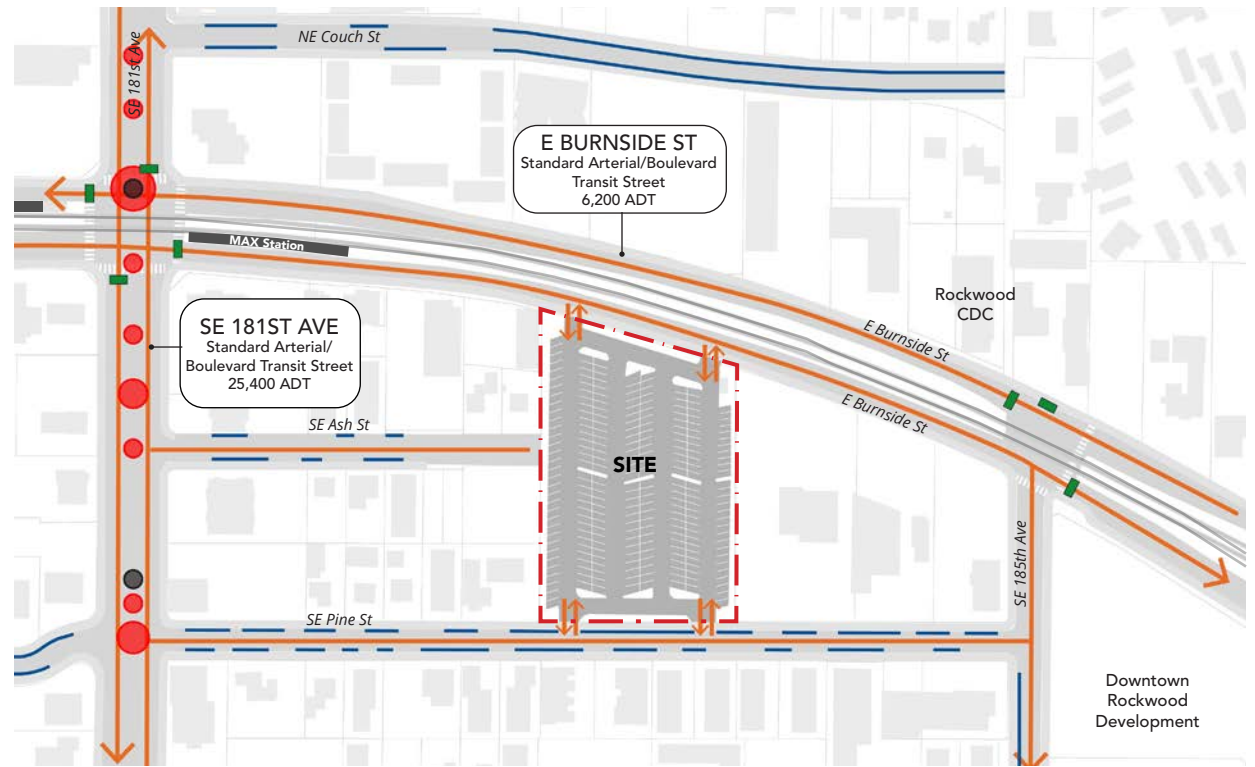 NE Couch St
SE 181st Ave
E BURNSIDE ST
Standard Arterial/Boulevard
Transit Street
6,200 ADT
MAX Station
Rockwood
CDC
E Burnside St
SE 181ST AVE
Standard Arterial/
Boulevard Transit Street
25,400 ADT
E Burnside St
SE Ash St
SITE
SE 185th Ave
SE Pine St
Downtown
Rockwood
Development